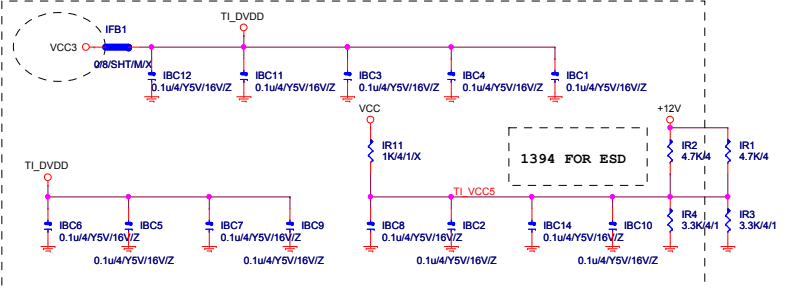 IFB1
TI_DVDD
VCC3
0/8/SHT/M/X
IBC12
0.1u/4/Y5V/16V/Z
IBC11
0.1u/4/Y5V/16V/Z
IBC3
0.1u/4/Y5V/16V/Z
IBC4
0.1u/4/Y5V/16V/Z
IBC1
0.1u/4/Y5V/16V/Z
VCC
+12V
IR11
1K/4/1/X
1394 FOR ESD
IR2
4.7K/4
IR1
4.7K/4
TI_DVDD
TI_VCC5
IBC6
0.1u/4/Y5V/16V/Z
IBC5
0.1u/4/Y5V/16V/Z
IBC7
0.1u/4/Y5V/16V/Z
IBC9
0.1u/4/Y5V/16V/Z
IBC8
0.1u/4/Y5V/16V/Z
IBC2
0.1u/4/Y5V/16V/Z
IBC14
0.1u/4/Y5V/16V/Z
IBC10
0.1u/4/Y5V/16V/Z
IR4
3.3K/4/1
IR3
3.3K/4/1